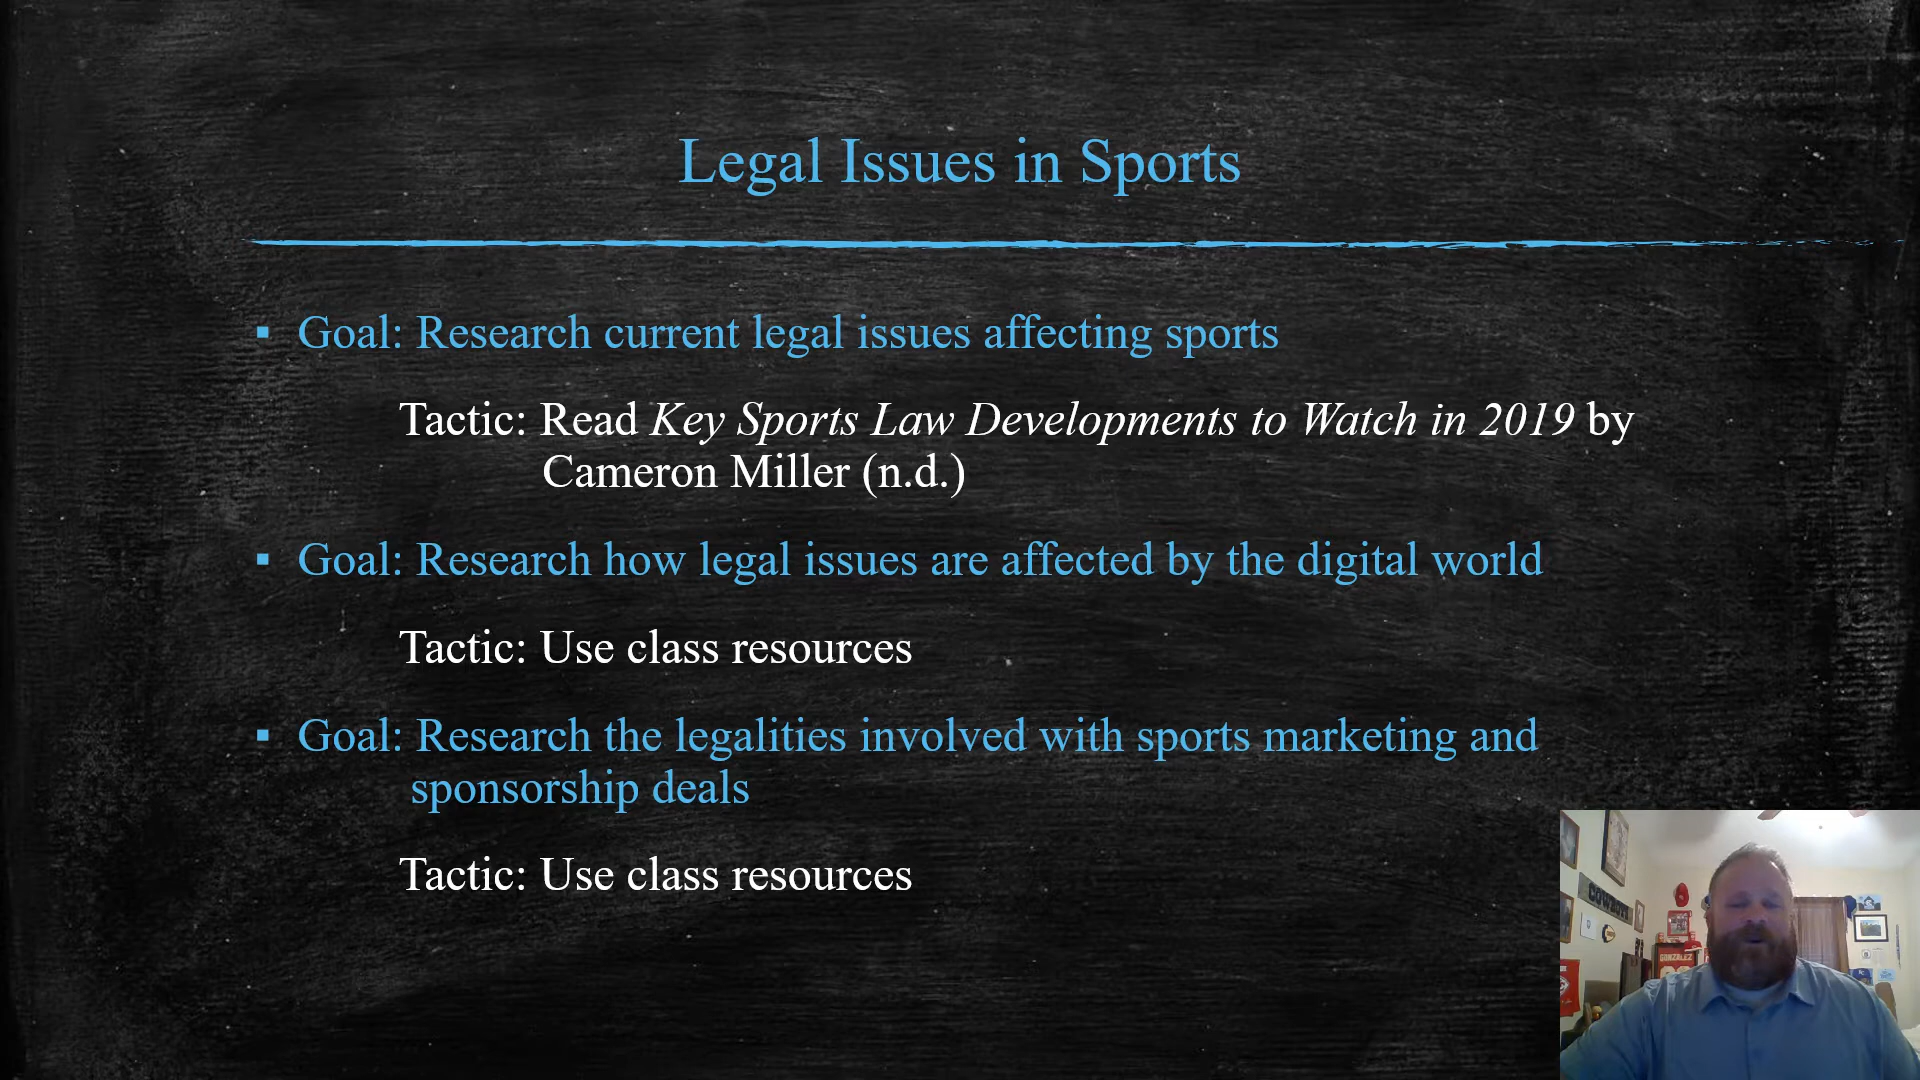 Legal Issues in Sports
▪ Goal: Research current legal issues affecting sports
Tactic: Read Key Sports Law Developments to Watch in 2019 by
Cameron Miller (n.d.)
▪ Goal: Research how legal issues are affected by the digital world
Tactic: Use class resources
▪ Goal: Research the legalities involved with sports marketing and
sponsorship deals
Tactic: Use class resources
GONZALEZ